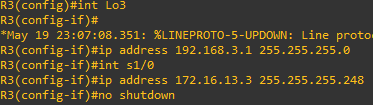 R3(config)#int Lo3
R3(config-if)#
*May 19 23:07:08.351: %LINEPROTO-5-UPDOWN: Line proto
R3(config-if)#ip address 192.168.3.1 255.255.255.0
R3(config-if)#int s1/0
R3(config-if)#ip address 172.16.13.3 255.255.255.248
R3(config-if)#no shutdown